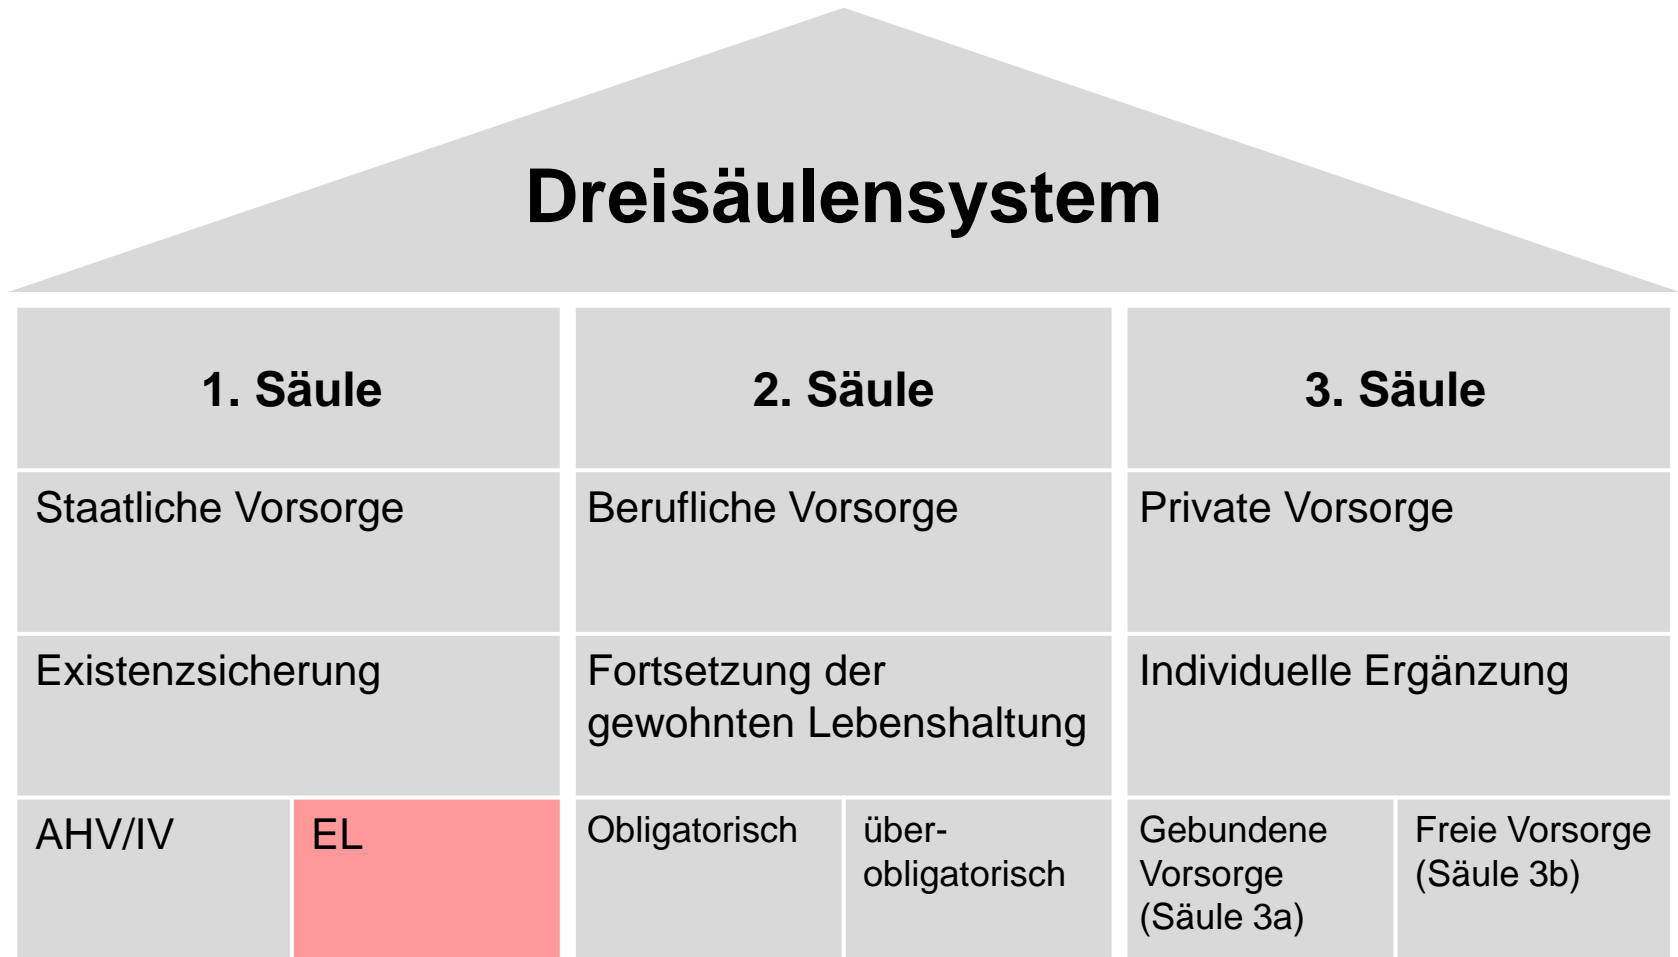 Dreisäulensystem
1. Säule
2. Säule
3. Säule
Staatliche Vorsorge
Berufliche Vorsorge
Private Vorsorge
Existenzsicherung
Fortsetzung der
gewohnten Lebenshaltung
Individuelle Ergänzung
AHV/IV
EL
Obligatorisch
über-
obligatorisch
Gebundene
Vorsorge
(Säule 3a)
Freie Vorsorge
(Säule 3b)